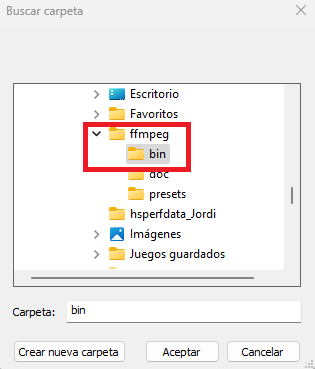 Buscar carpeta
Escritorio
Favoritos
ffmpeg
bin
doc
presets
hsperfdata_Jordi
Imágenes
Juegos guardados
Carpeta: bin
Crear nueva carpeta Aceptar Cancelar